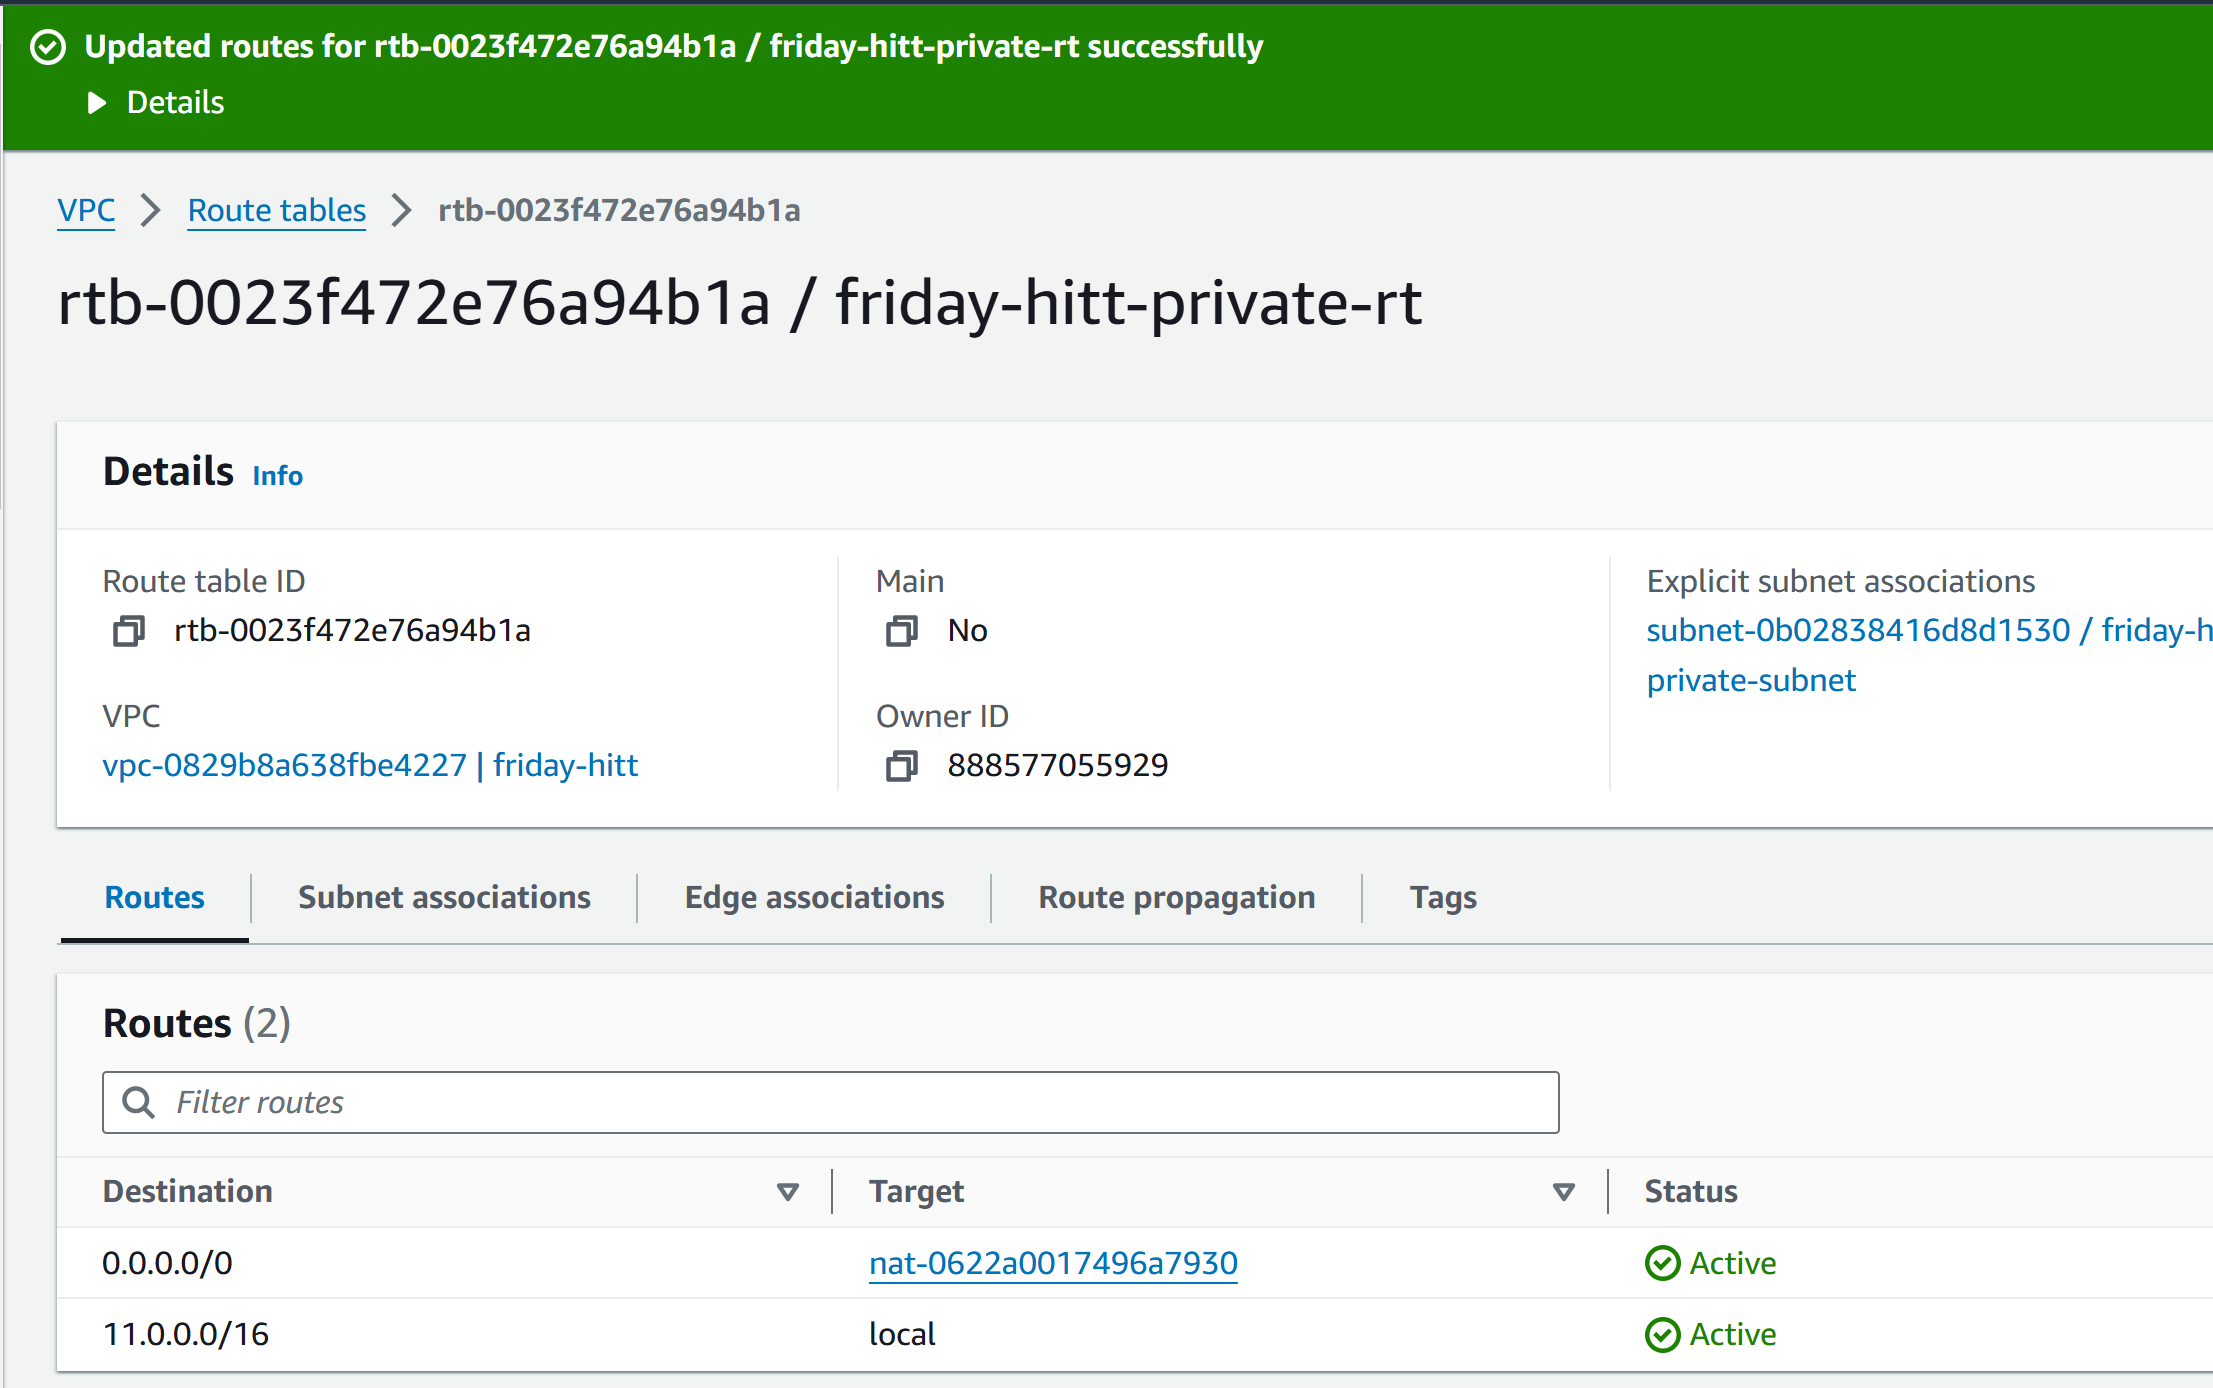 Updated routes for rtb-0023f472e76a94b1a / friday-hitt-private-rt successfully
Details
VPC Route tables rtb-0023f472e76a94b1a
rtb-0023f472e76a94b1a / friday-hitt-private-rt
Details Info
Route table ID Main Explicit subnet associations
rtb-0023f472e76a94b1a No subnet-0b02838416d8d1530 / friday-h
private-subnet
VPC Owner ID
vpc-0829b8a638fbe4227 | friday-hitt 888577055929
Routes Subnet associations Edge associations Route propagation Tags
Routes (2)
Filter routes
Destination Target Status
0.0.0.0/0 nat-0622a0017496a7930 Active
11.0.0.0/16 local Active